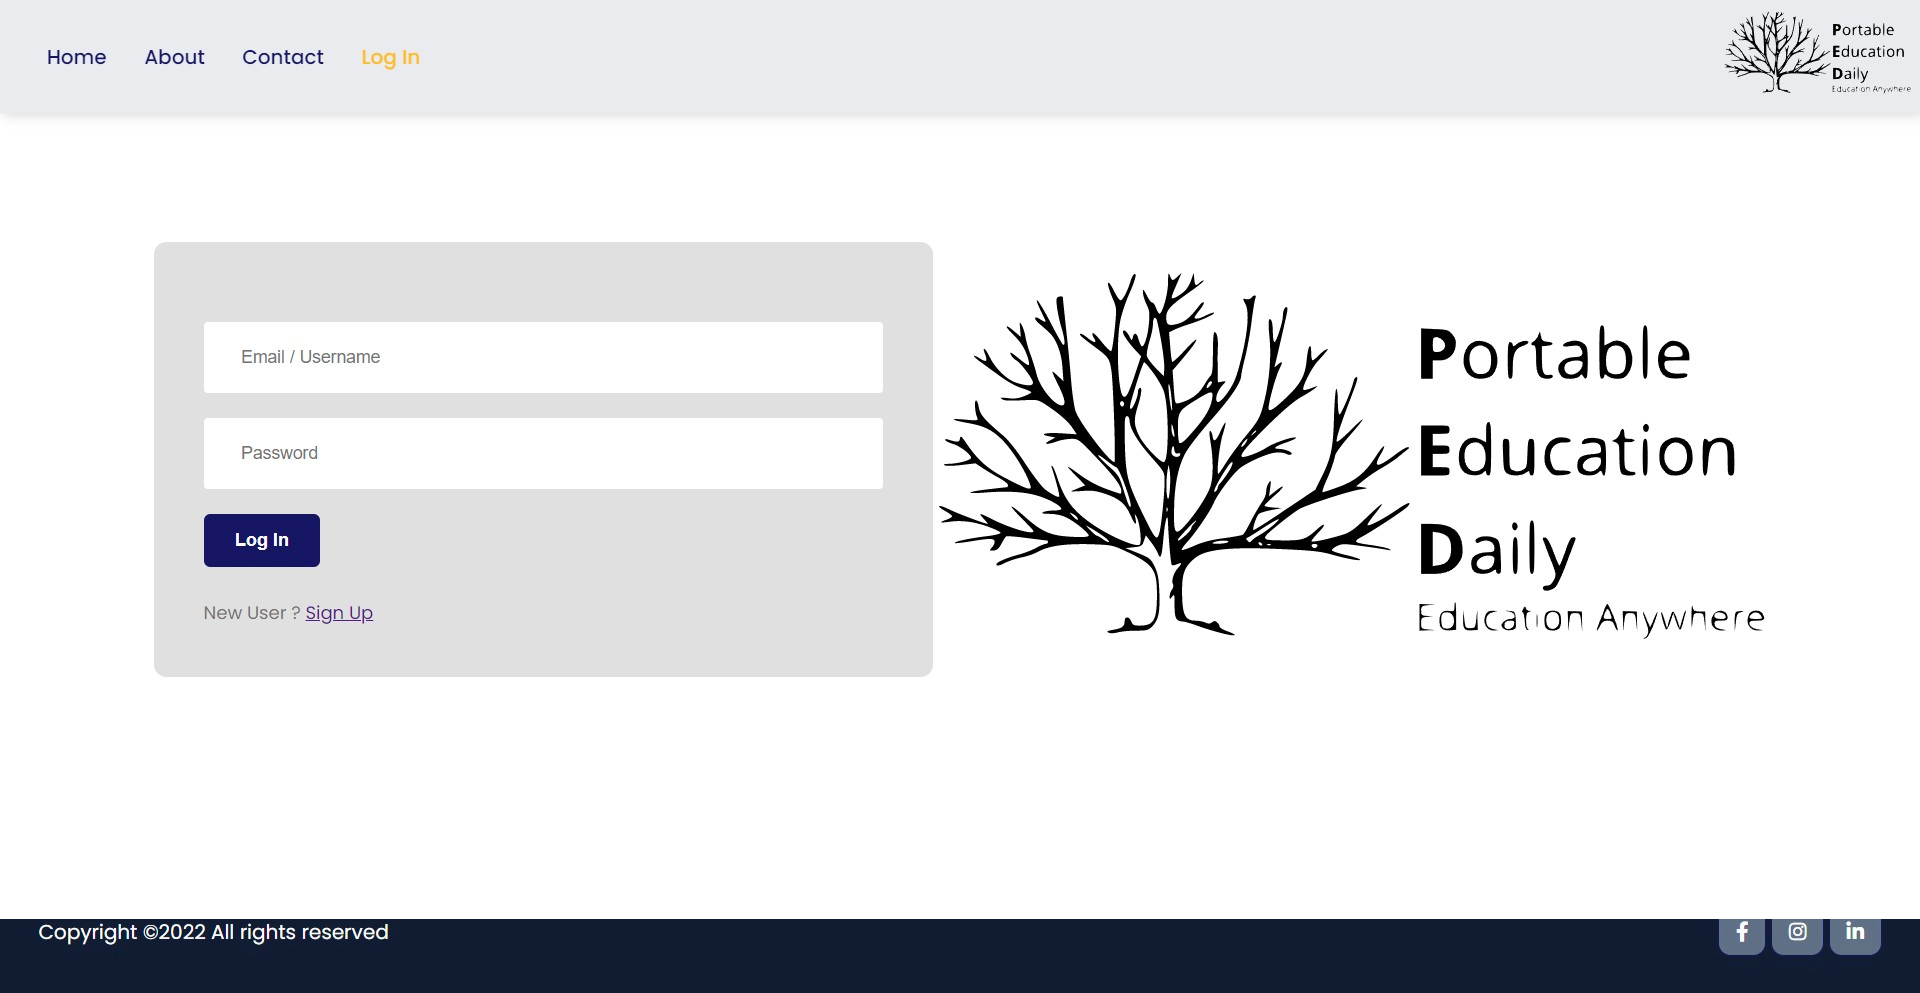 Home About Contact Log In
Portable
Education
Daily
Education Anywhere
Email / Username
Password
Log In
New User ? Sign Up
Portable
Education
Daily
Education Anywhere
Copyright ©2022 All rights reserved